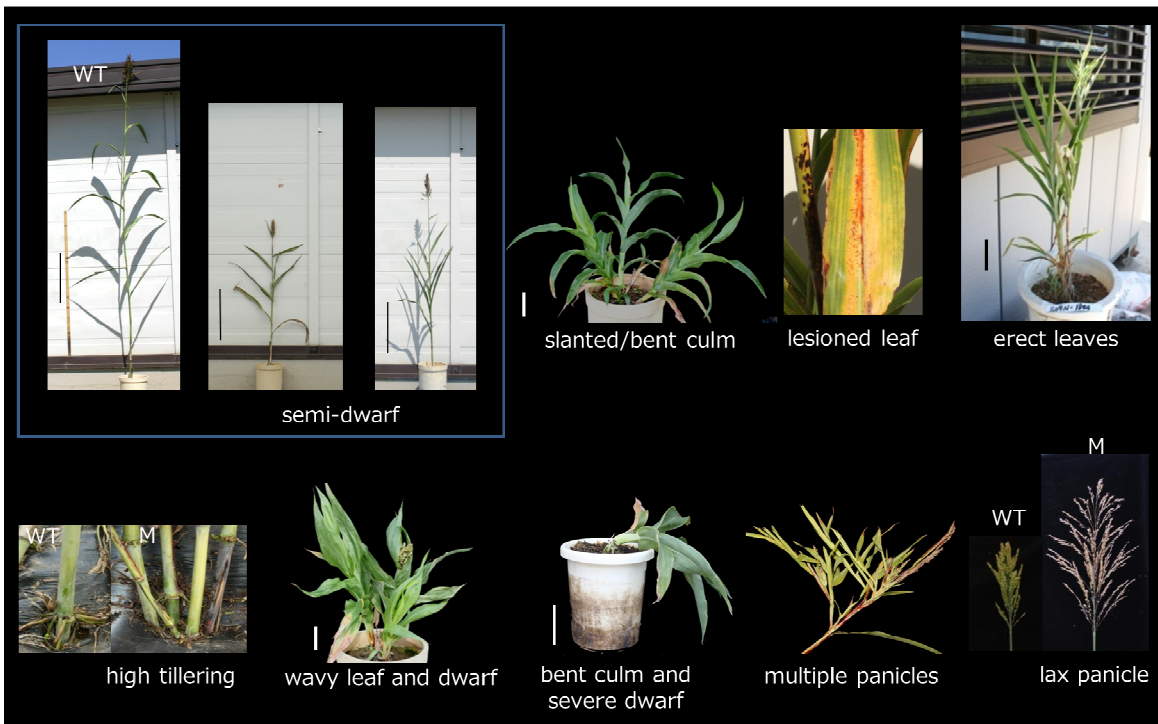 WT
semi-dwarf
slanted/bent culm
lesioned leaf
erect leaves
WT
M
high tillering
wavy leaf and dwarf
bent culm and
severe dwarf
multiple panicles
WT
M
lax panicle